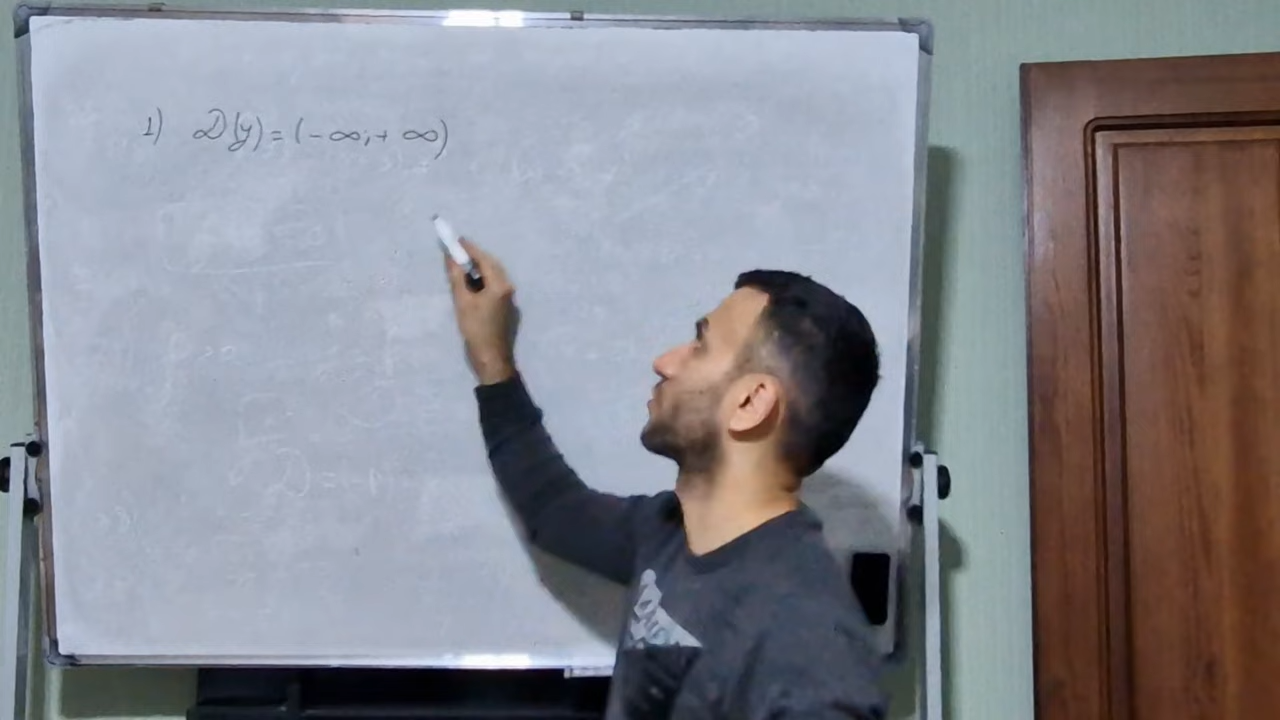 1) D(y) = (-∞;+ ∞)